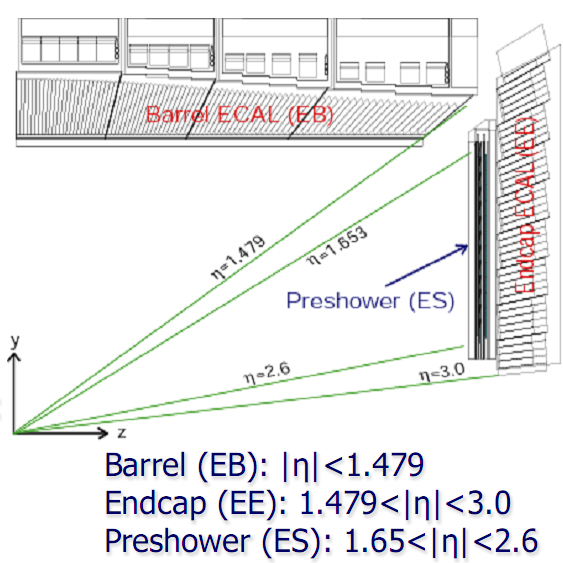 Barrel ECAL (EB)
Endcap ECAL (EE)
η=1.479
η=1.653
Preshower (ES)
y
η=2.6
η=3.0
z
Barrel (EB): |η|<1.479
Endcap (EE): 1.479<|η|<3.0
Preshower (ES): 1.65<|η|<2.6